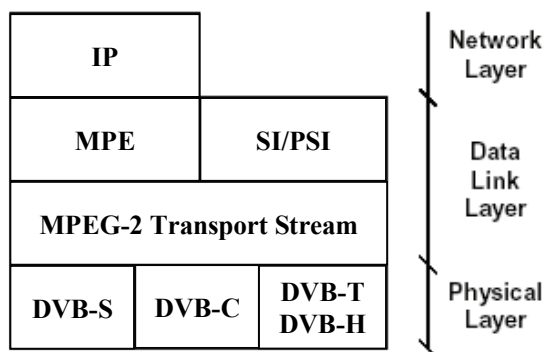 IP
Network
Layer
MPE
SI/PSI
Data
Link
Layer
MPEG-2 Transport Stream
DVB-S
DVB-C
DVB-T
DVB-H
Physical
Layer